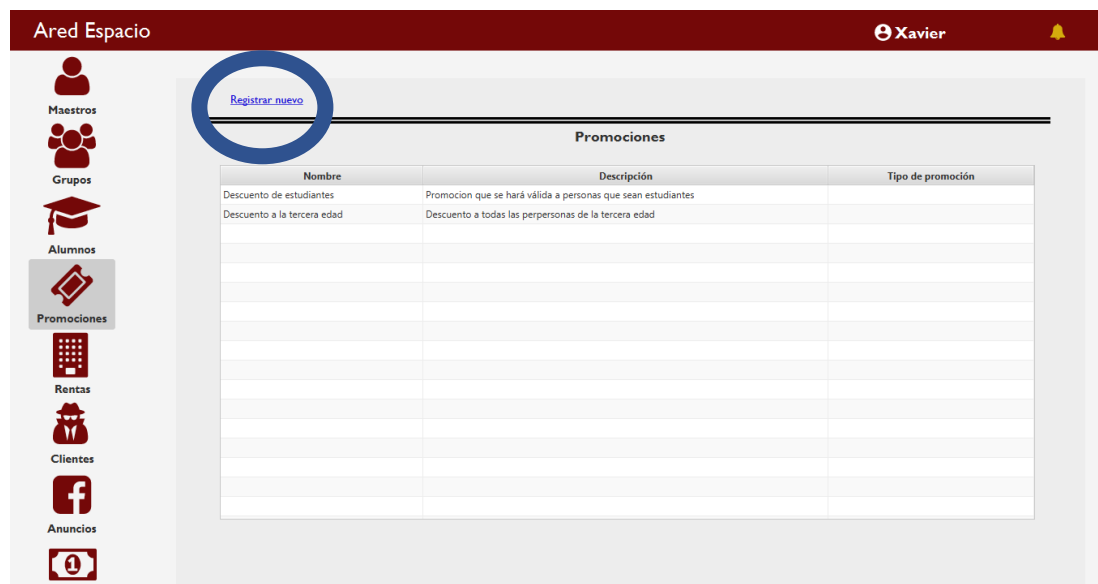 Ared Espacio
Xavier
Maestros
Grupos
Alumnos
Promociones
Rentas
Clientes
Anuncios
1
Registrar nuevo
Promociones
Nombre Descripción Tipo de promoción
Descuento de estudiantes Promocion que se hará válida a personas que sean estudiantes
Descuento a la tercera edad Descuento a todas las perpersonas de la tercera edad